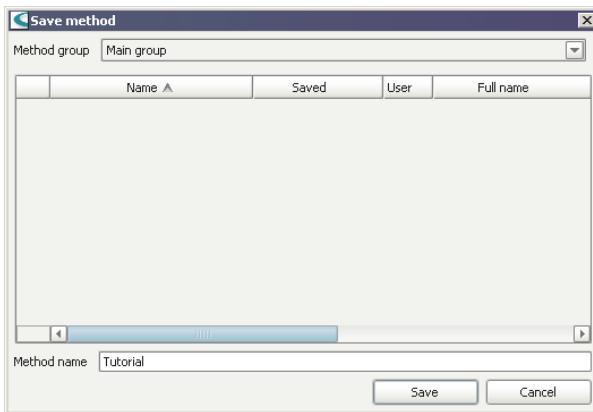 Save method
Method group Main group
Name Saved User Full name
Method name Tutorial
Save Cancel